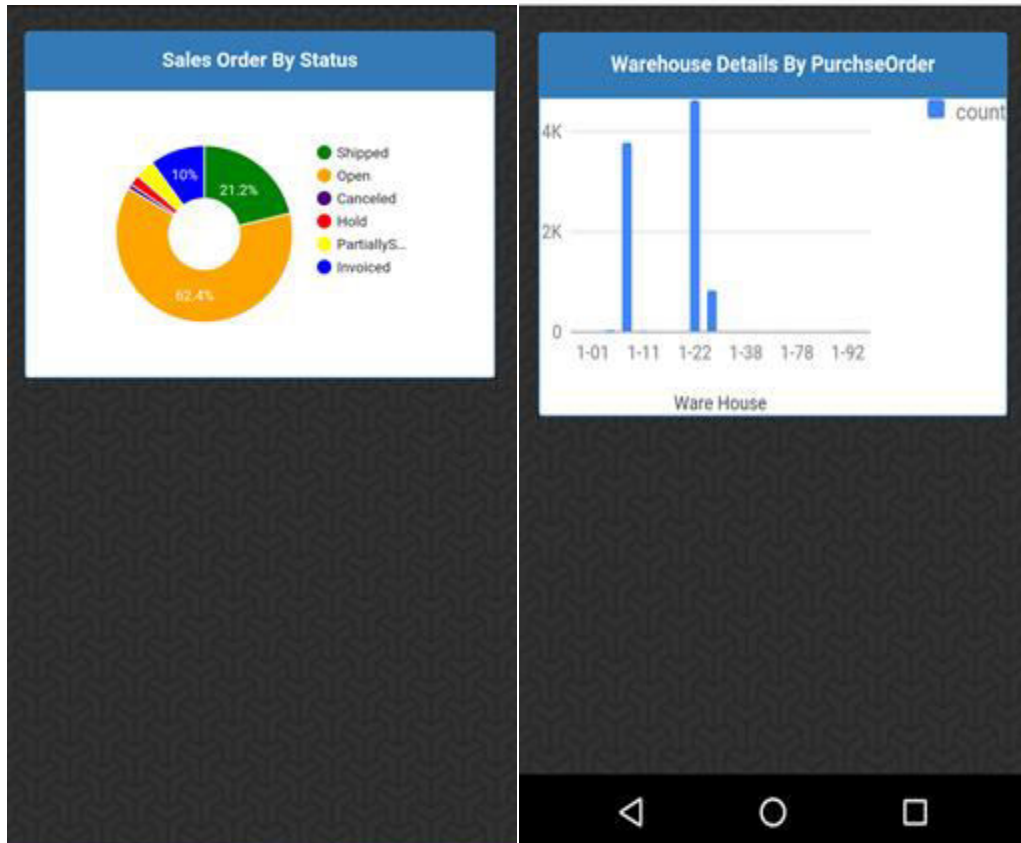 Sales Order By Status
10%
21.2%
62.4%
Shipped
Open
Canceled
Hold
PartiallyS...
Invoiced
Warehouse Details By PurchseOrder
count
4K
2K
0
1-01 1-11 1-22 1-38 1-78 1-92
Ware House